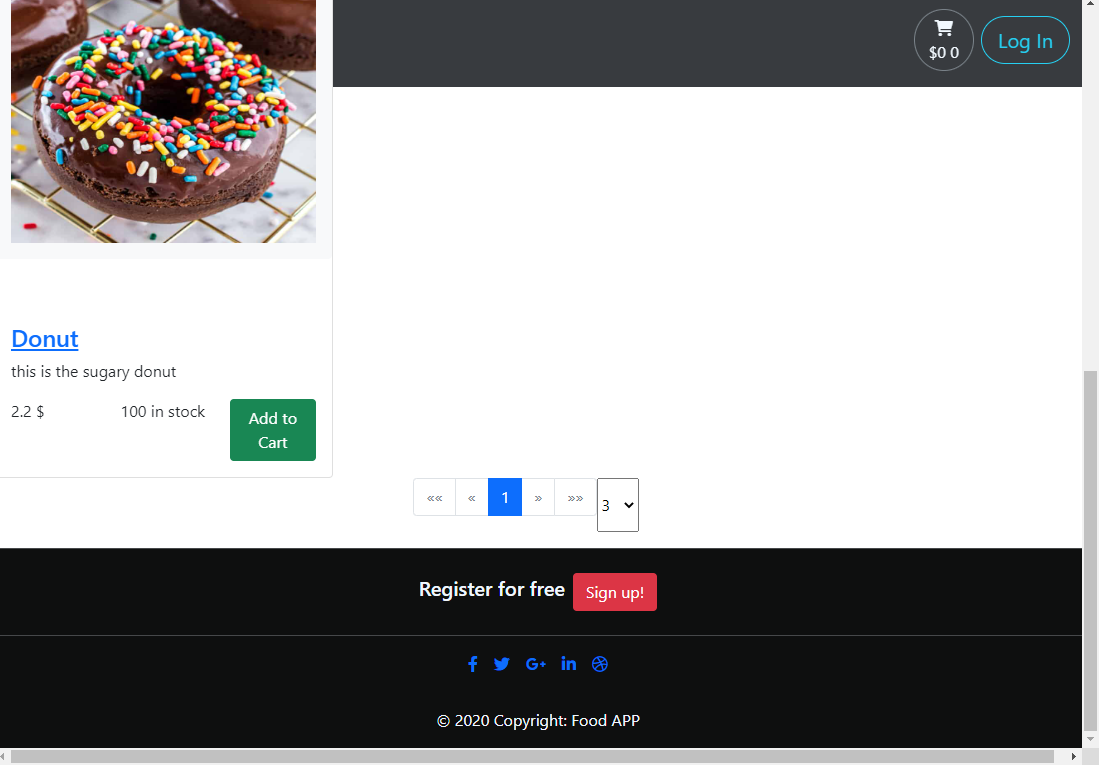 $0 0
Log In
Donut
this is the sugary donut
2.2 $
100 in stock
Add to
Cart
«« « 1 » »» 3
Register for free Sign up!
© 2020 Copyright: Food APP